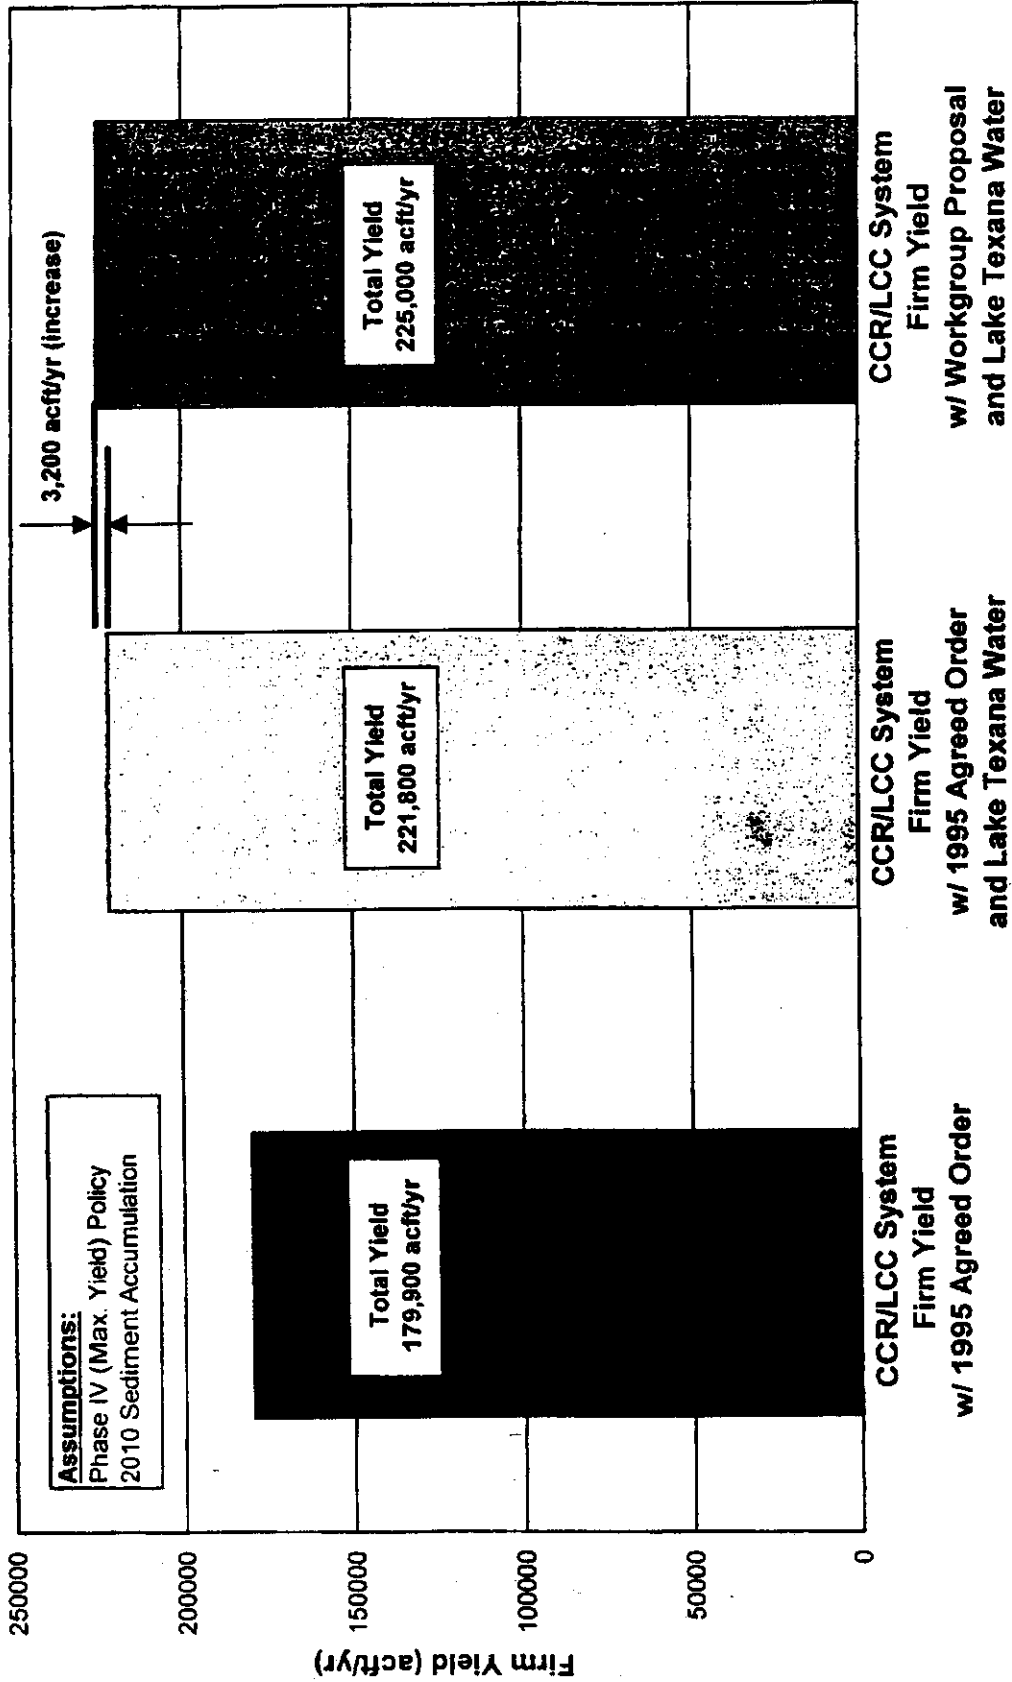 3,200 acft/yr (increase)
Assumptions:
Phase IV (Max. Yield) Policy
2010 Sediment Accumulation
Firm Yield (acft/yr)
250000
200000
150000
100000
50000
0
Total Yield
179,900 acft/yr
Total Yield
221,800 acft/yr
Total Yield
225,000 acft/yr
CCR/LCC System
Firm Yield
w/ 1995 Agreed Order
CCR/LCC System
Firm Yield
w/ 1995 Agreed Order
and Lake Texana Water
CCR/LCC System
Firm Yield
w/ Workgroup Proposal
and Lake Texana Water